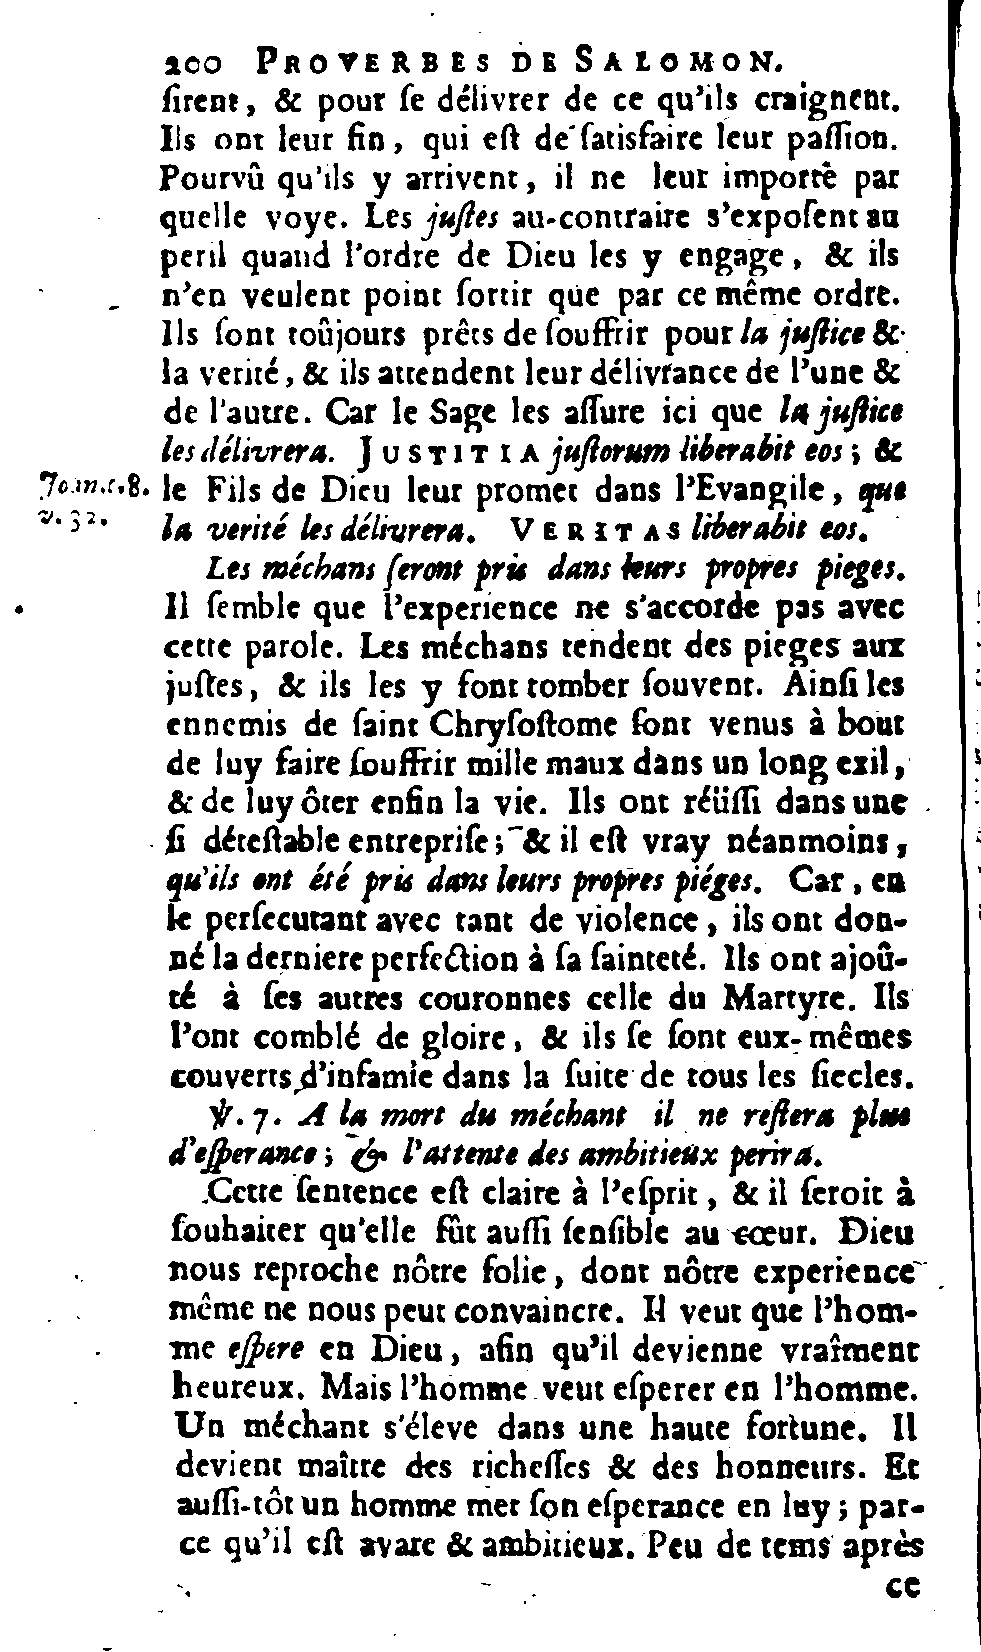 200 PROVERBES DE SALOMON.
ſirent, & pour ſe délivrer de ce qu'ils craignent.
Ils ont leur fin, qui eſt de ſatisfaire leur paſſion.
Pourvû qu'ils y arrivent, il ne leur importe par
quelle voye. Les juſtes au-contraire s'expoſent au
peril quand l'ordre de Dieu les y engage, & ils
n'en veulent point ſortir que par ce même ordre.
Ils ſont toûjours prêts de ſouffrir pour la juſtice &
la verité, & ils attendent leur délivrance de l'une &
de l'autre. Car le Sage les aſſure ici que la juſtice
les délivrera. JUSTITIA juſtorum liberabit eos; &
Joan.c.8. le Fils de Dieu leur promet dans l'Evangile, que
v. 32. la verité les délivrera. VERITAS liberabit eos.
Les méchans ſeront pris dans leurs propres pieges.
Il ſemble que l'experience ne s'accorde pas avec
cette parole. Les méchans tendent des pieges aux
juſtes, & ils les y font tomber ſouvent. Ainſi les
ennemis de ſaint Chryſoſtome ſont venus à bout
de luy faire ſouffrir mille maux dans un long exil,
& de luy ôter enfin la vie. Ils ont réüſſi dans une
ſi déteſtable entrepriſe; & il eſt vray néanmoins,
qu'ils ont été pris dans leurs propres piéges. Car, en
le perſecutant avec tant de violence, ils ont don-
né la derniere perfection à ſa ſainteté. Ils ont ajoû-
té à ſes autres couronnes celle du Martyre. Ils
l'ont comblé de gloire, & ils ſe ſont eux-mêmes
couverts d'infamie dans la ſuite de tous les ſiecles.
℣. 7. A la mort du méchant il ne reſtera plus
d'eſperance; & l'attente des ambitieux perira.
Cette ſentence eſt claire à l'eſprit, & il ſeroit à
ſouhaiter qu'elle fût auſſi ſenſible au cœur. Dieu
nous reproche nôtre folie, dont nôtre experience
même ne nous peut convaincre. Il veut que l'hom-
me eſpere en Dieu, afin qu'il devienne vraîment
heureux. Mais l'homme veut eſperer en l'homme.
Un méchant s'éleve dans une haute fortune. Il
devient maître des richeſſes & des honneurs. Et
auſſi-tôt un homme met ſon eſperance en luy; par-
ce qu'il eſt avare & ambitieux. Peu de tems après
ce